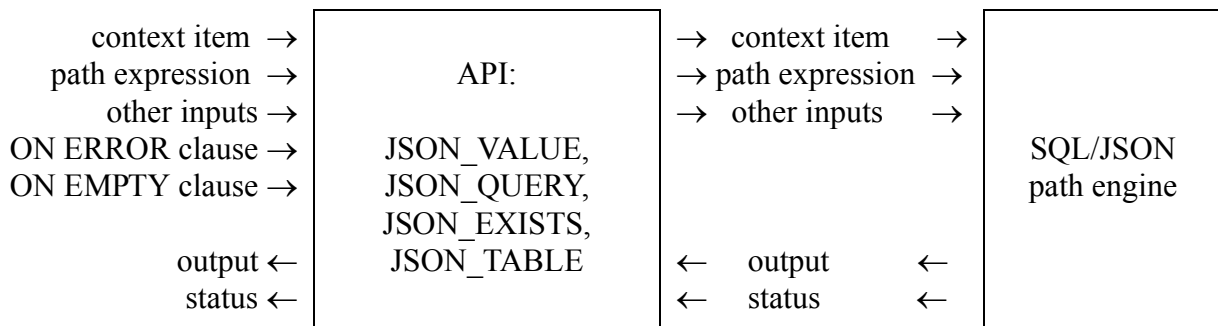 context item → → context item →
path expression → API: → path expression →
other inputs → → other inputs →
ON ERROR clause → JSON_VALUE, SQL/JSON
ON EMPTY clause → JSON_QUERY, path engine
JSON_EXISTS,
output ← JSON_TABLE ← output ←
status ← ← status ←